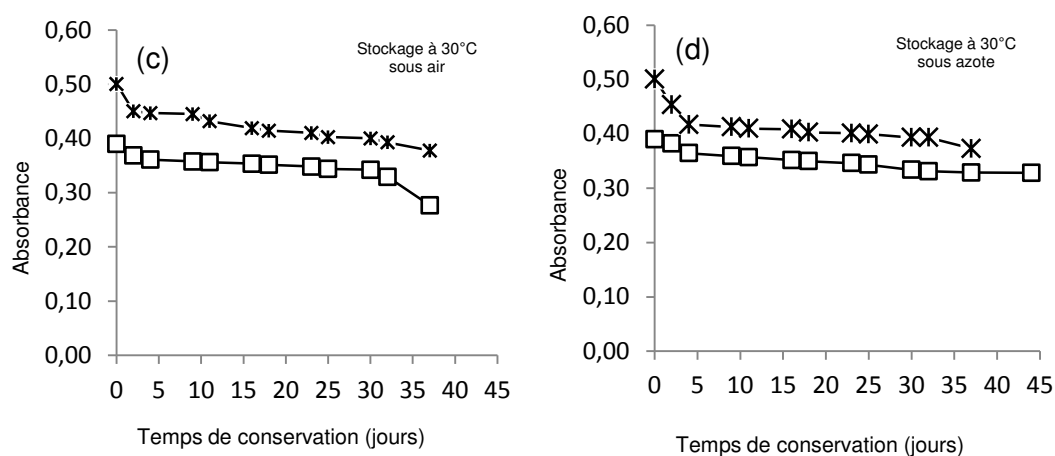 0,60
0,50
0,40
0,30
0,20
0,10
0,00
Absorbance
(c)
Stockage à 30°C
sous air
0 5 10 15 20 25 30 35 40 45
Temps de conservation (jours)
0,60
0,50
0,40
0,30
0,20
0,10
0,00
Absorbance
(d)
Stockage à 30°C
sous azote
0 5 10 15 20 25 30 35 40 45
Temps de conservation (jours)